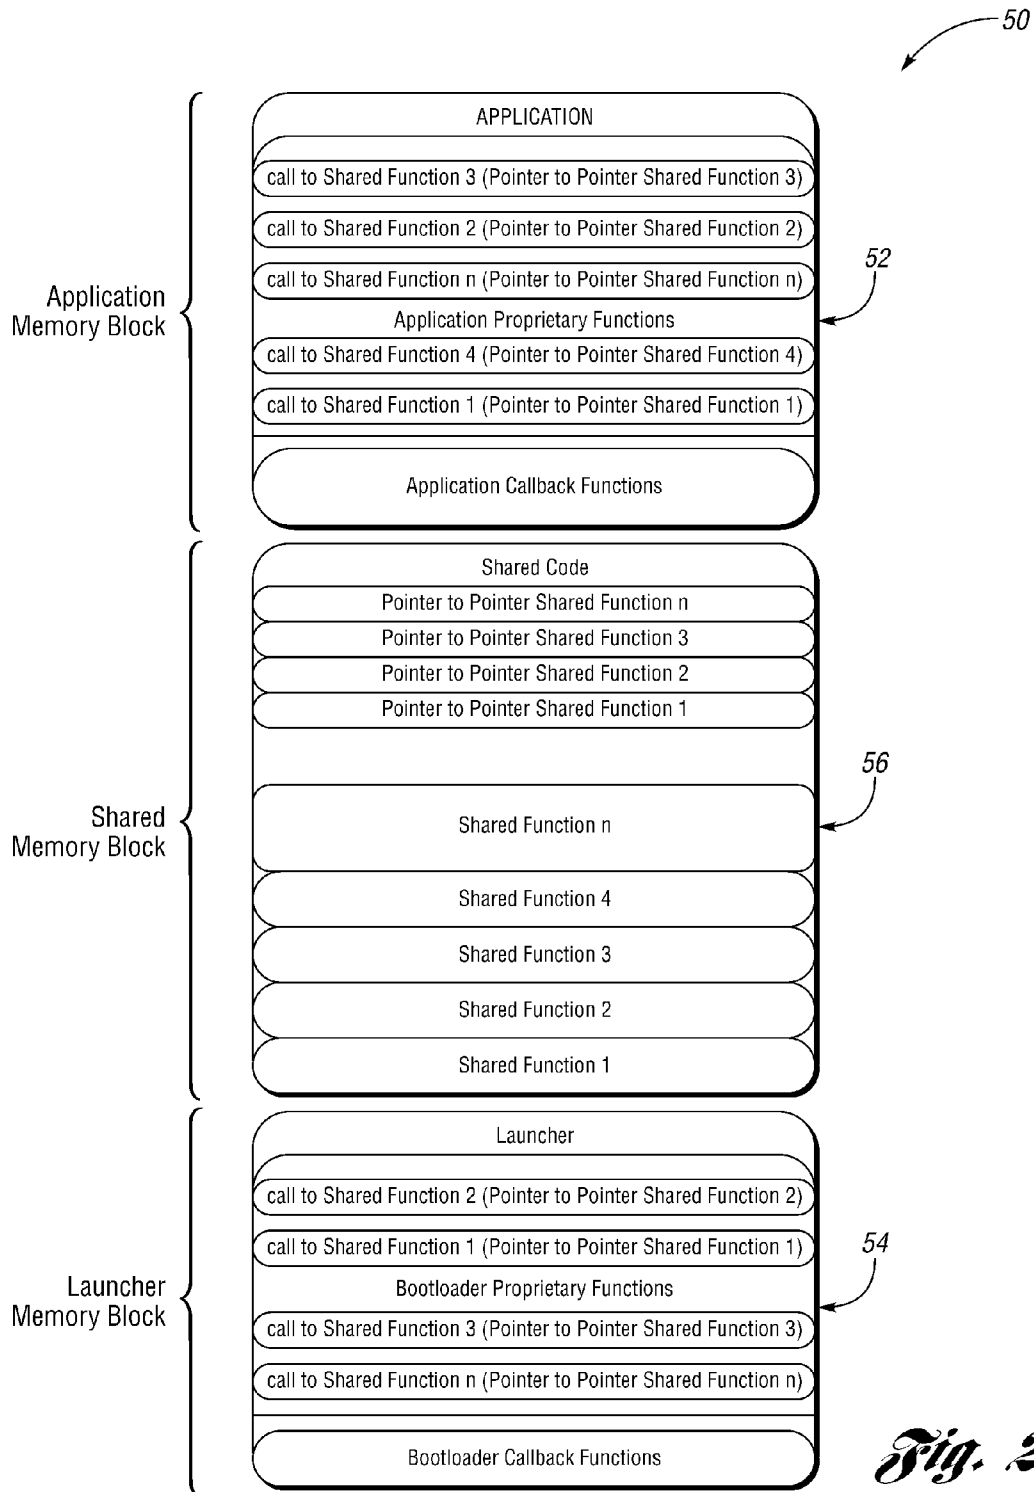 50
APPLICATION
call to Shared Function 3 (Pointer to Pointer Shared Function 3)
call to Shared Function 2 (Pointer to Pointer Shared Function 2)
call to Shared Function n (Pointer to Pointer Shared Function n)
Application Proprietary Functions
call to Shared Function 4 (Pointer to Pointer Shared Function 4)
call to Shared Function 1 (Pointer to Pointer Shared Function 1)
Application Callback Functions
Application
Memory Block
52
Shared Code
Pointer to Pointer Shared Function n
Pointer to Pointer Shared Function 3
Pointer to Pointer Shared Function 2
Pointer to Pointer Shared Function 1
Shared Function n
Shared Function 4
Shared Function 3
Shared Function 2
Shared Function 1
Shared
Memory Block
56
Launcher
call to Shared Function 2 (Pointer to Pointer Shared Function 2)
call to Shared Function 1 (Pointer to Pointer Shared Function 1)
Bootloader Proprietary Functions
call to Shared Function 3 (Pointer to Pointer Shared Function 3)
call to Shared Function n (Pointer to Pointer Shared Function n)
Bootloader Callback Functions
Launcher
Memory Block
54
Fig. 2